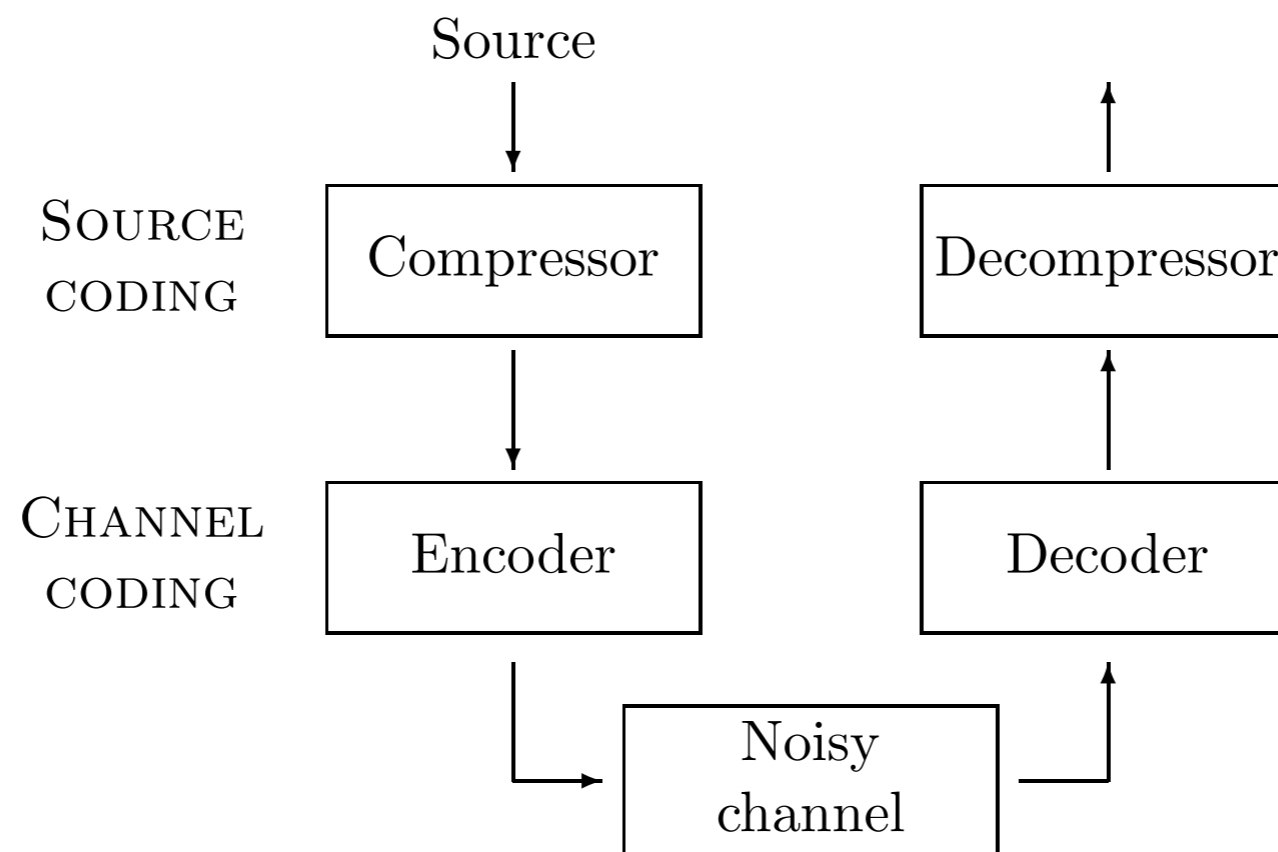 Source
SOURCE
CODING
Compressor
Decompressor
CHANNEL
CODING
Encoder
Decoder
Noisy
channel